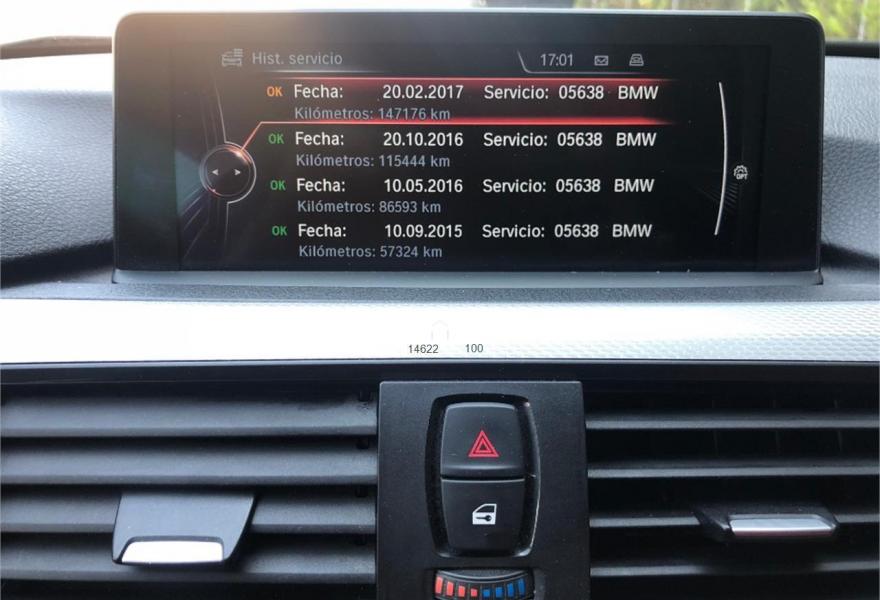 Hist. servicio 17:01
OK Fecha: 20.02.2017 Servicio: 05638 BMW
Kilómetros: 147176 km
OK Fecha: 20.10.2016 Servicio: 05638 BMW
Kilómetros: 115444 km
OK Fecha: 10.05.2016 Servicio: 05638 BMW
Kilómetros: 86593 km
OK Fecha: 10.09.2015 Servicio: 05638 BMW
Kilómetros: 57324 km
OPT
14622 100